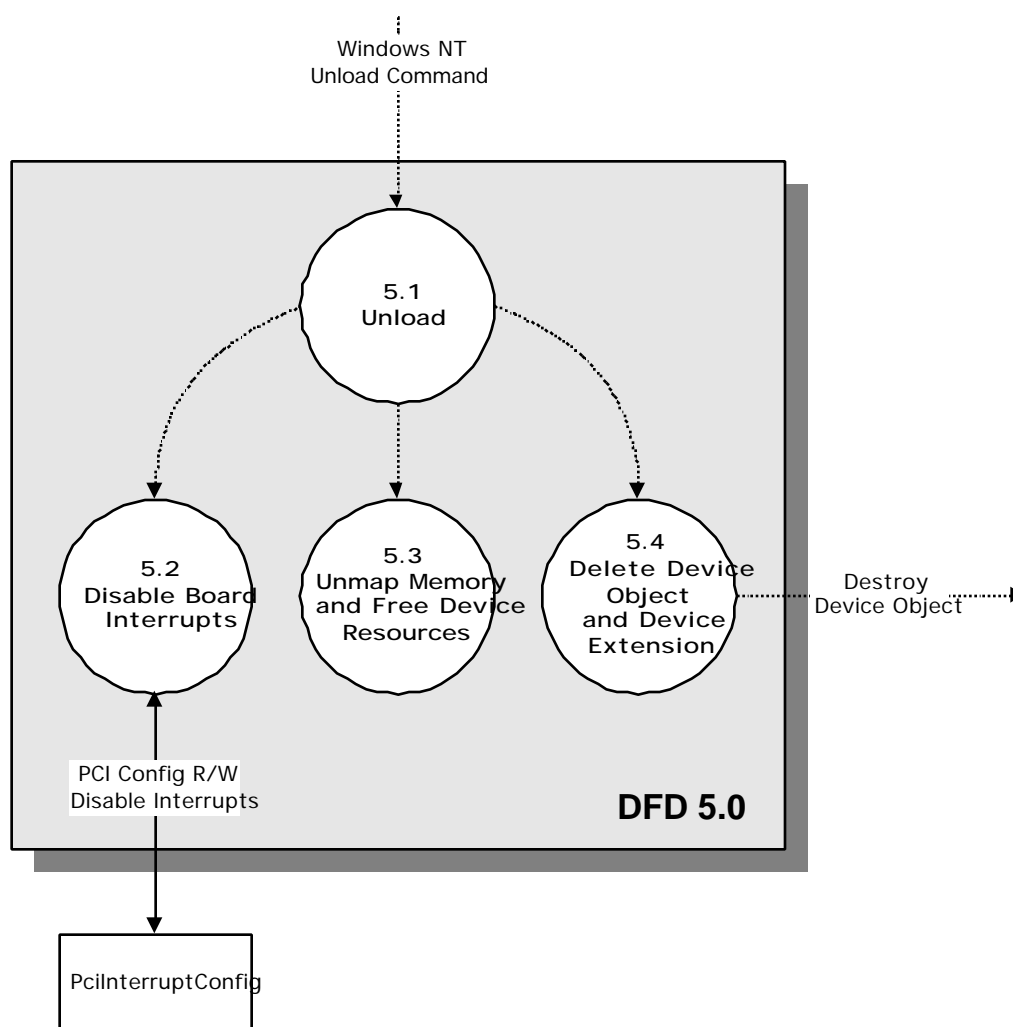 Windows NT
Unload Command
5.1
Unload
5.2
Disable Board
Interrupts
5.3
Unmap Memory
and Free Device
Resources
5.4
Delete Device
Object
and Device
Extension
Destroy
Device Object
PCI Config R/W
Disable Interrupts
DFD 5.0
PciInterruptConfig